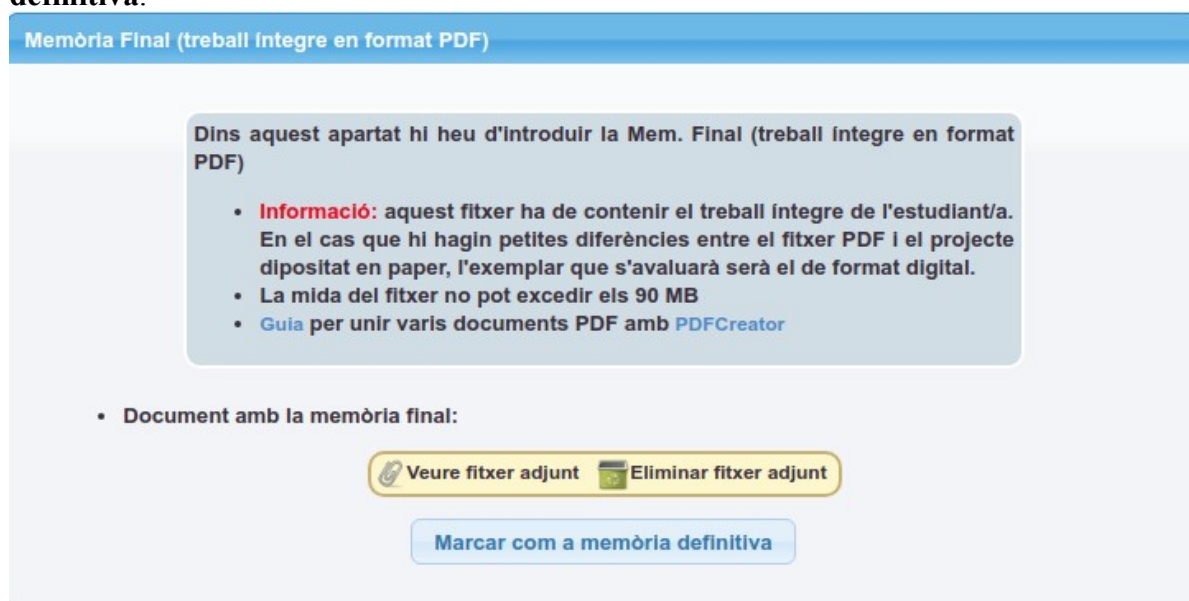 definitiva.
Memòria Final (treball íntegre en format PDF)
Dins aquest apartat hi heu d'introduir la Mem. Final (treball íntegre en format
PDF)
• Informació: aquest fitxer ha de contenir el treball íntegre de l'estudiant/a.
En el cas que hi hagin petites diferències entre el fitxer PDF i el projecte
dipositat en paper, l'exemplar que s'avaluarà serà el de format digital.
• La mida del fitxer no pot excedir els 90 MB
• Guia per unir varis documents PDF amb PDFCreator
• Document amb la memòria final:
Veure fitxer adjunt Eliminar fitxer adjunt
Marcar com a memòria definitiva